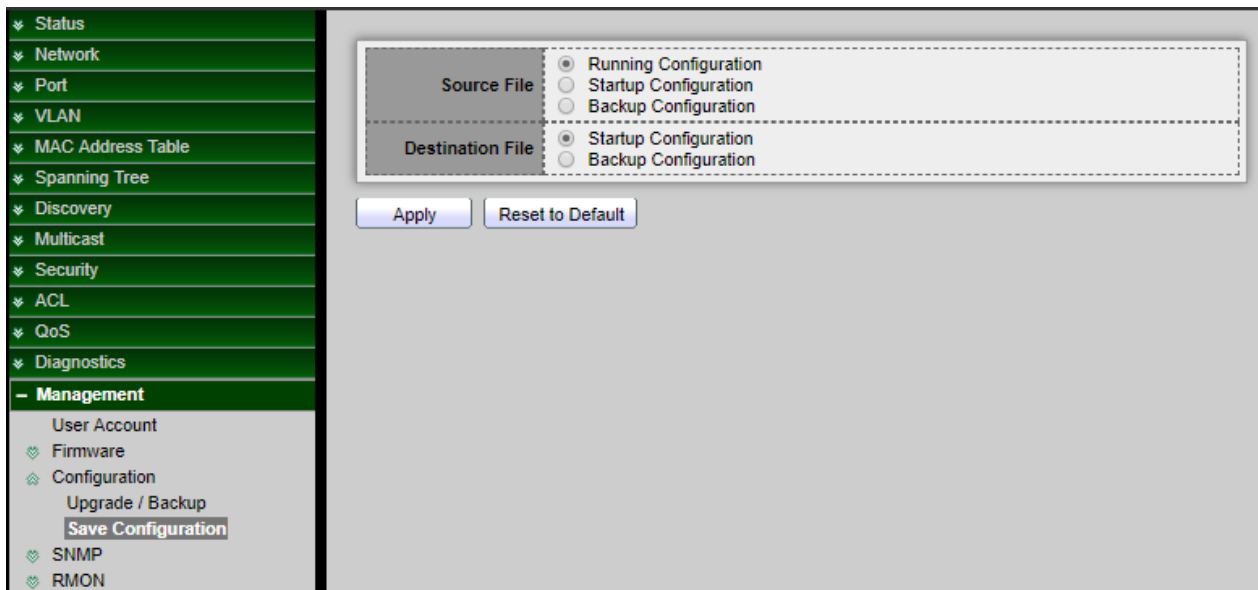 Status
Network
Port
VLAN
MAC Address Table
Spanning Tree
Discovery
Multicast
Security
ACL
QoS
Diagnostics
Management
User Account
Firmware
Configuration
Upgrade / Backup
Save Configuration
SNMP
RMON
Source File
Running Configuration
Startup Configuration
Backup Configuration
Destination File
Startup Configuration
Backup Configuration
Apply
Reset to Default